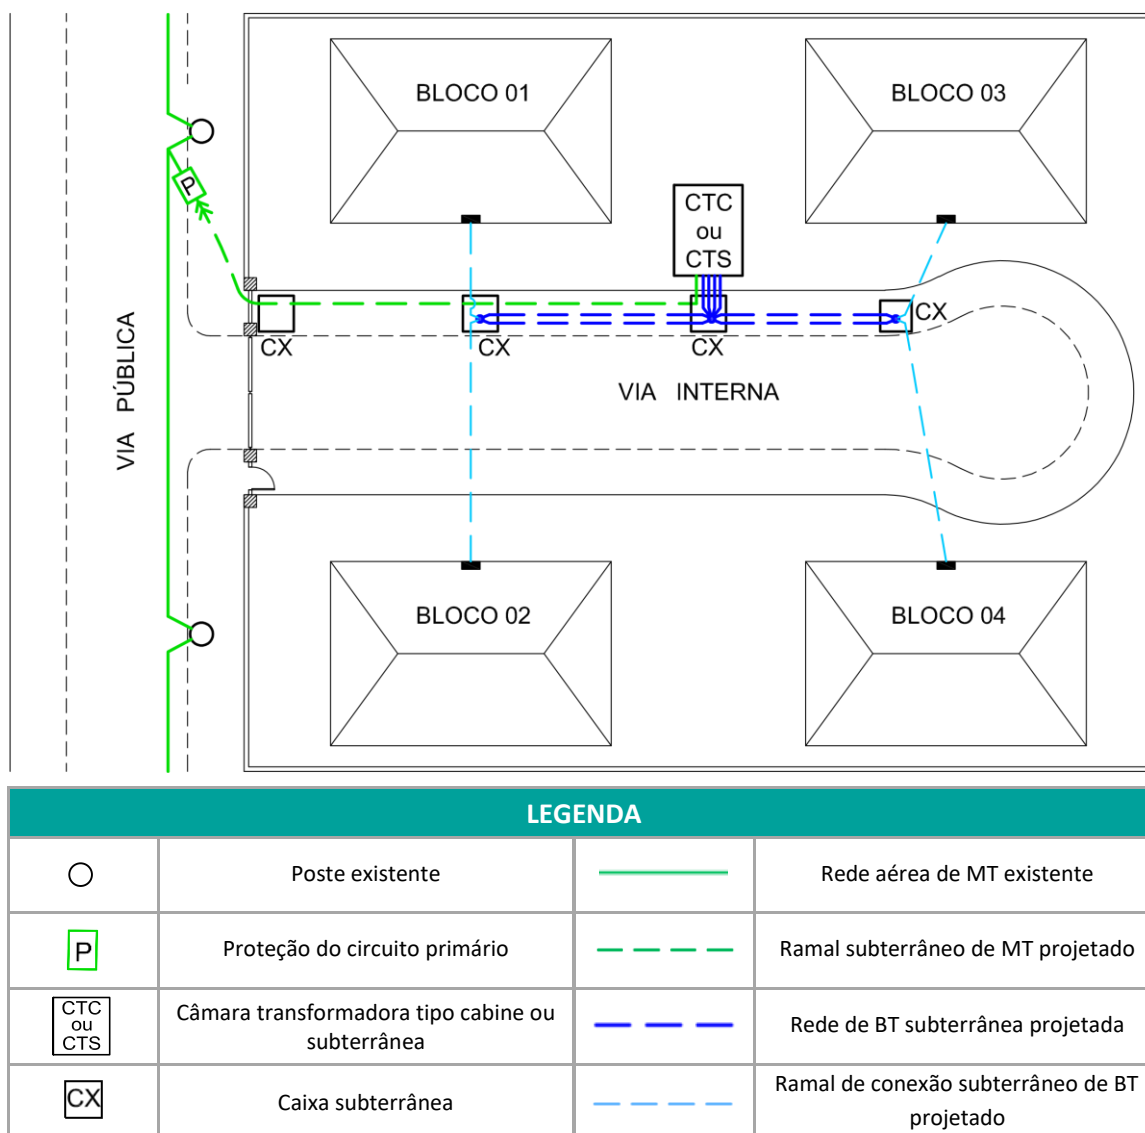 BLOCO 01
BLOCO 03
P
CTC
ou
CTS
CX
CX
CX
CX
VIA PÚBLICA
VIA INTERNA
BLOCO 02
BLOCO 04
LEGENDA
Poste existente
Rede aérea de MT existente
P
Proteção do circuito primário
Ramal subterrâneo de MT projetado
CTC
ou
CTS
Câmara transformadora tipo cabine ou
subterrânea
Rede de BT subterrânea projetada
CX
Caixa subterrânea
Ramal de conexão subterrâneo de BT
projetado